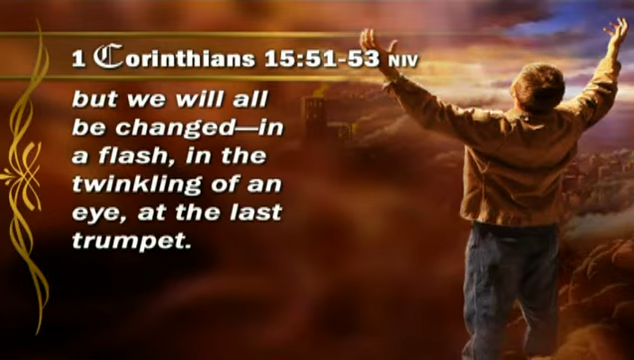 1 Corinthians 15:51-53 NIV
but we will all
be changed—in
a flash, in the
twinkling of an
eye, at the last
trumpet.